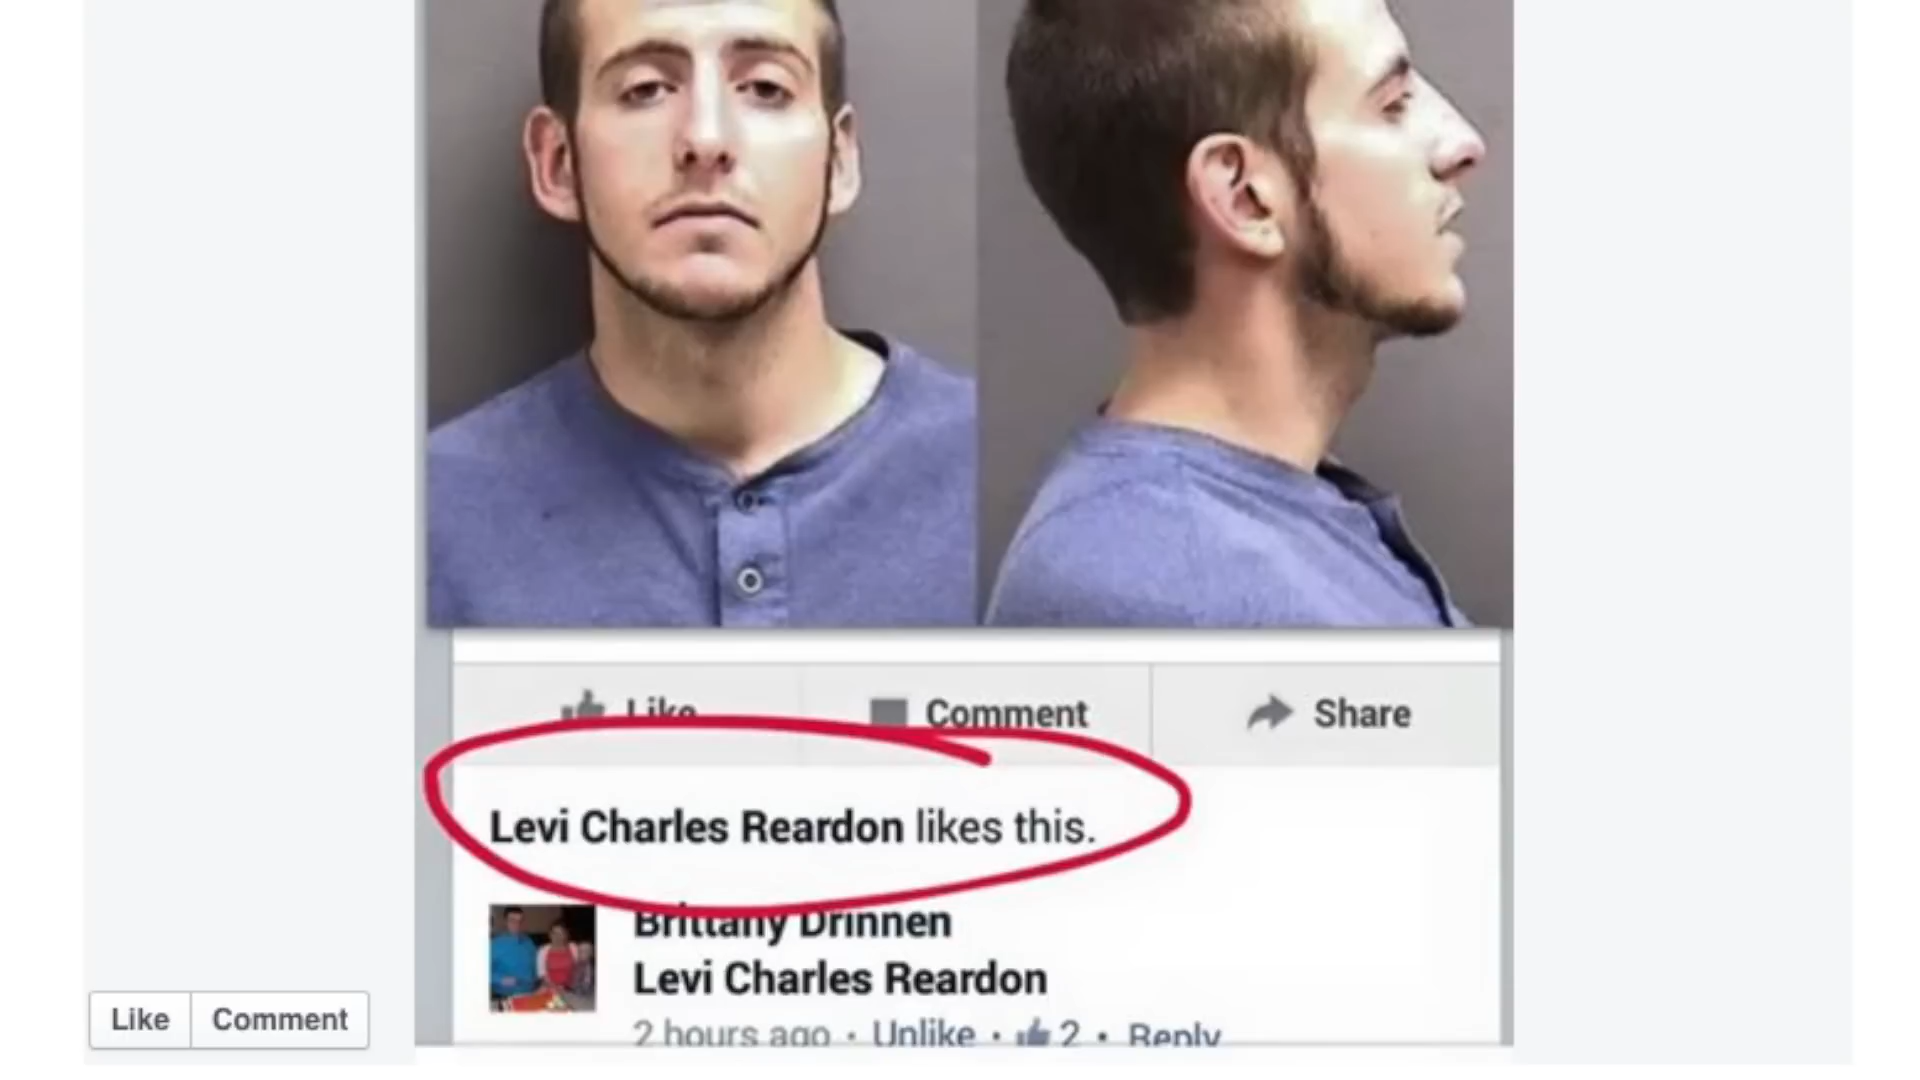 Like Comment Share
Levi Charles Reardon likes this.
Brittany Drinnen
Levi Charles Reardon
2 hours ago · Unlike · 2 · Reply
Like Comment